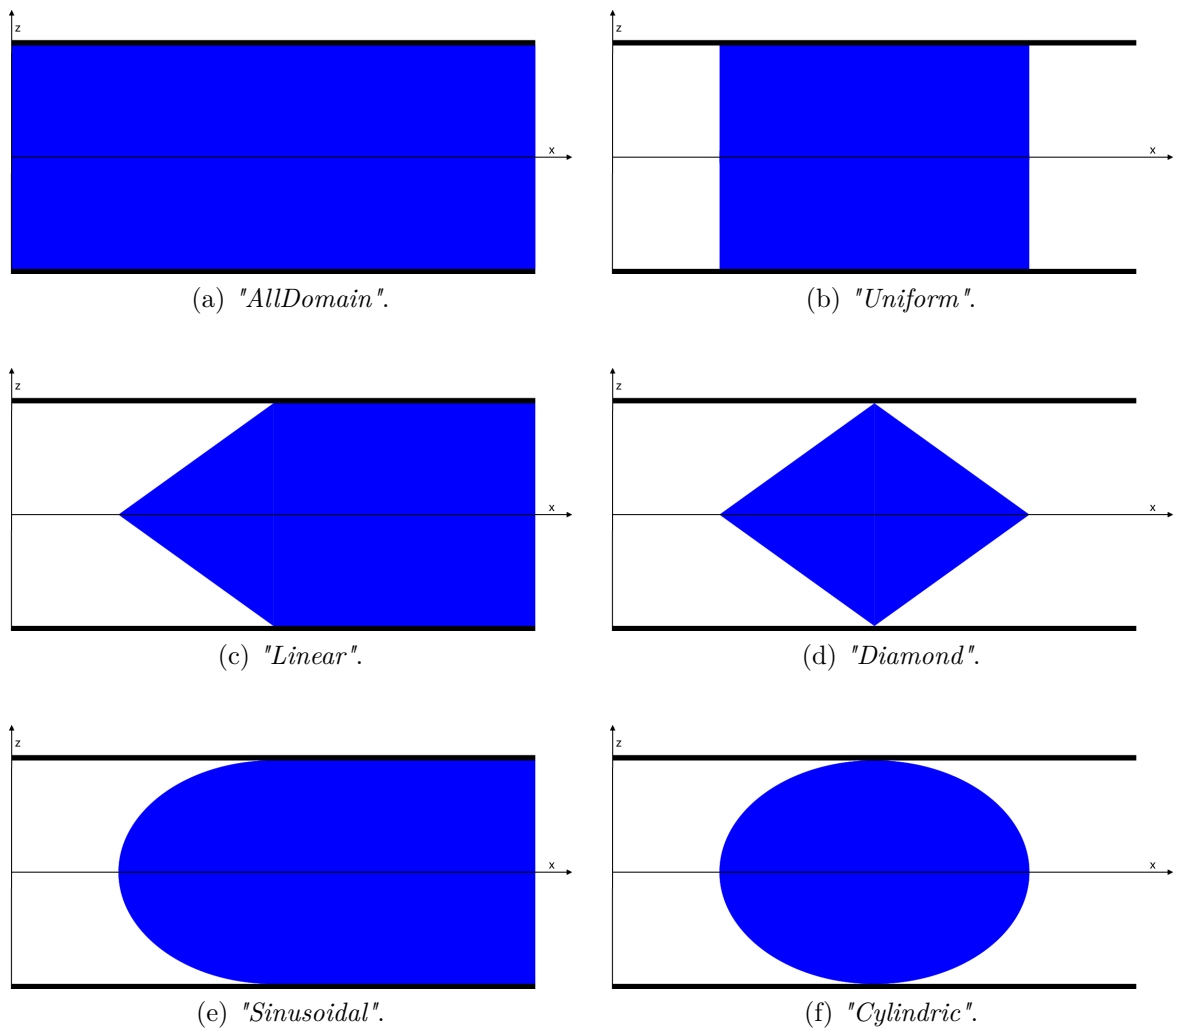 z
x
(a) "AllDomain".
z
x
(b) "Uniform".
z
x
(c) "Linear".
z
x
(d) "Diamond".
z
x
(e) "Sinusoidal".
z
x
(f) "Cylindric".